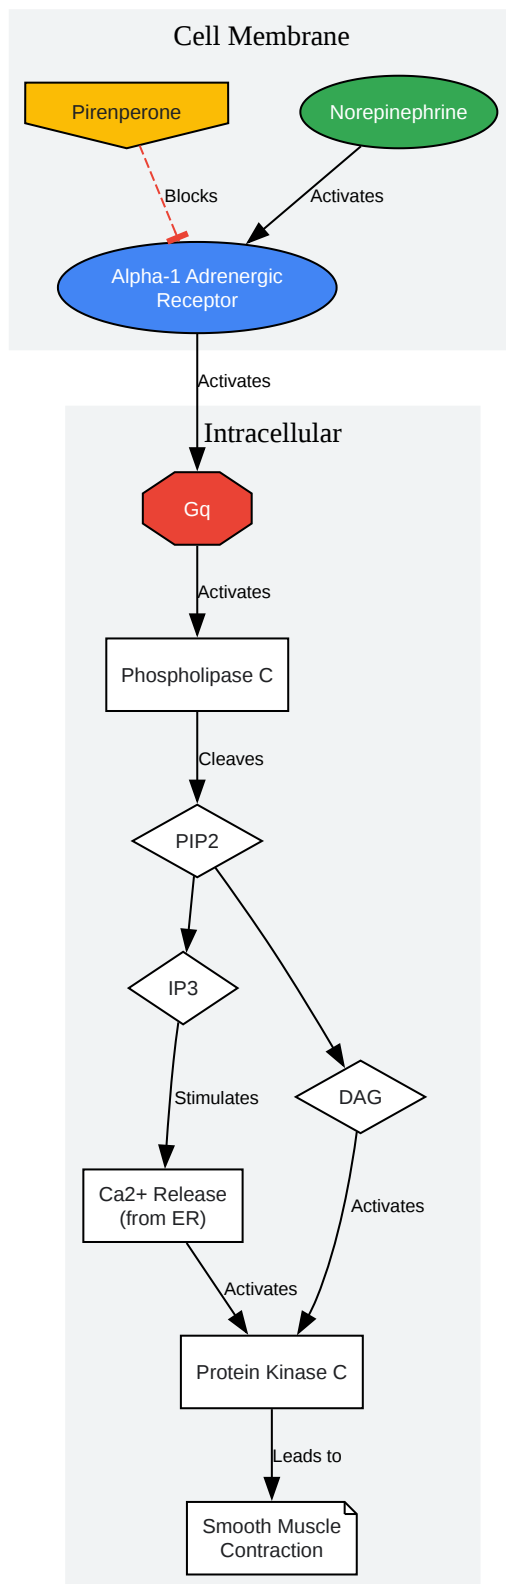 Cell Membrane
Pirenperone
Norepinephrine
Blocks
Activates
Alpha-1 Adrenergic
Receptor
Activates
Intracellular
Gq
Activates
Phospholipase C
Cleaves
PIP2
IP3
DAG
Stimulates
Ca2+ Release
(from ER)
Activates
Activates
Protein Kinase C
Leads to
Smooth Muscle
Contraction